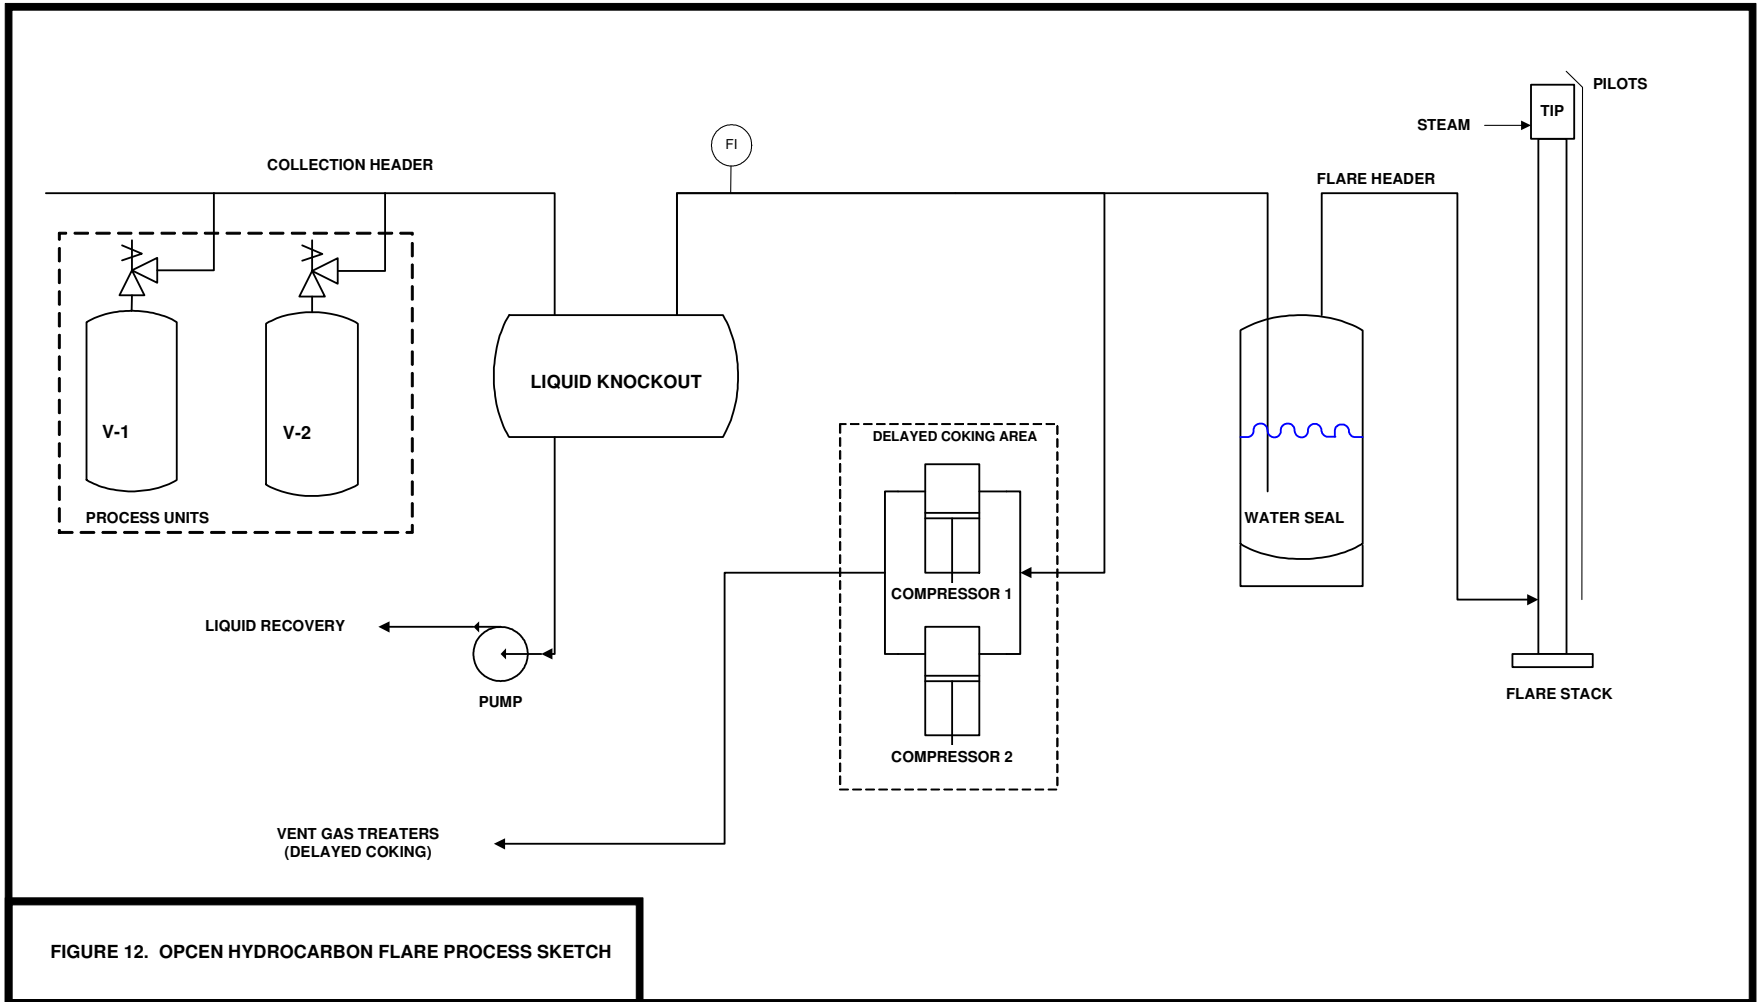 PILOTS
TIP
STEAM
FI
COLLECTION HEADER
FLARE HEADER
LIQUID KNOCKOUT
V-1
V-2
DELAYED COKING AREA
PROCESS UNITS
WATER SEAL
COMPRESSOR 1
LIQUID RECOVERY
PUMP
FLARE STACK
COMPRESSOR 2
VENT GAS TREATERS
(DELAYED COKING)
FIGURE 12. OPCEN HYDROCARBON FLARE PROCESS SKETCH